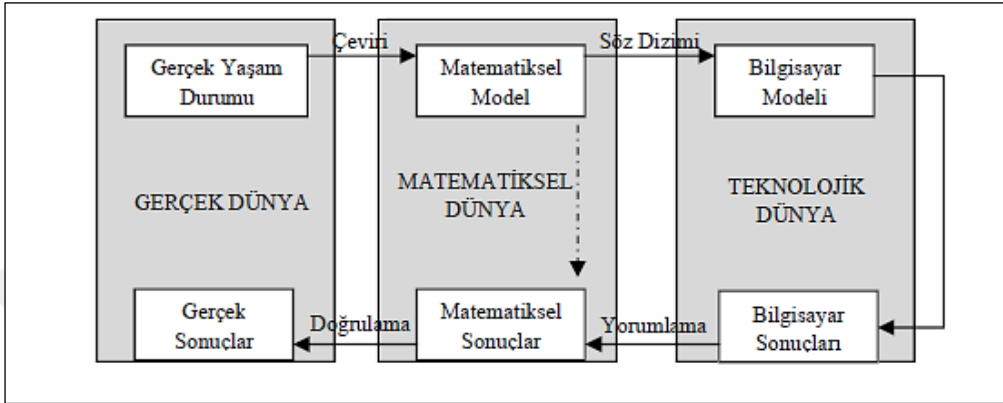 Çeviri
Söz Dizimi
Gerçek Yaşam
Durumu
Matematiksel
Model
Bilgisayar
Modeli
GERÇEK DÜNYA
MATEMATİKSEL
DÜNYA
TEKNOLOJİK
DÜNYA
Gerçek
Sonuçlar
Doğrulama
Matematiksel
Sonuçlar
Yorumlama
Bilgisayar
Sonuçları